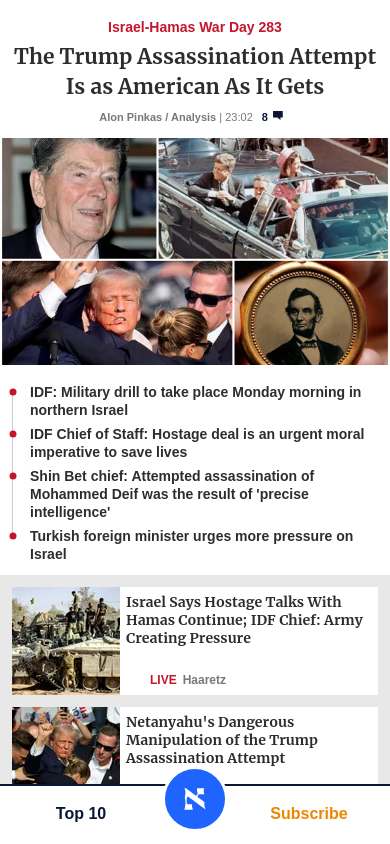 Israel-Hamas War Day 283
The Trump Assassination Attempt
Is as American As It Gets
Alon Pinkas / Analysis | 23:02 8
IDF: Military drill to take place Monday morning in
northern Israel
IDF Chief of Staff: Hostage deal is an urgent moral
imperative to save lives
Shin Bet chief: Attempted assassination of
Mohammed Deif was the result of 'precise
intelligence'
Turkish foreign minister urges more pressure on
Israel
Israel Says Hostage Talks With
Hamas Continue; IDF Chief: Army
Creating Pressure
LIVE Haaretz
Netanyahu's Dangerous
Manipulation of the Trump
Assassination Attempt
Top 10
Subscribe